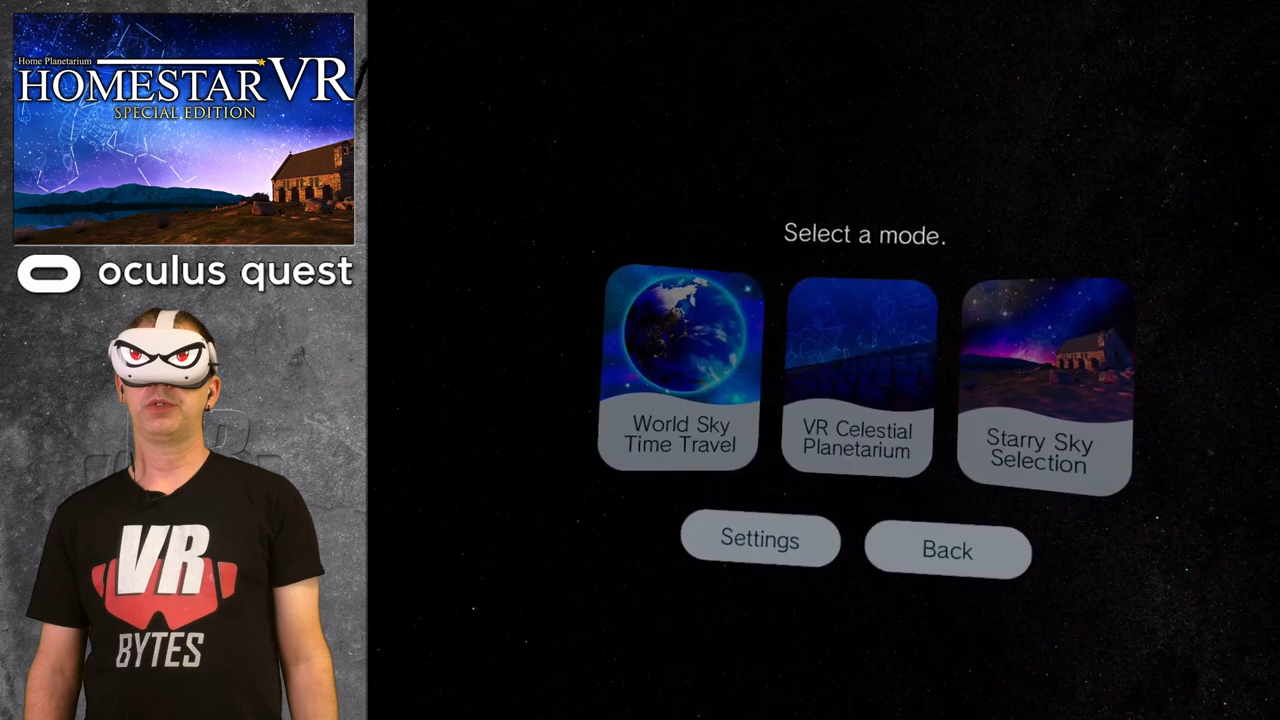 Home Planetarium
HOMESTAR VR
SPECIAL EDITION
oculus quest
VR
BYTES
Select a mode.
World Sky
Time Travel
VR Celestial
Planetarium
Starry Sky
Selection
Settings
Back